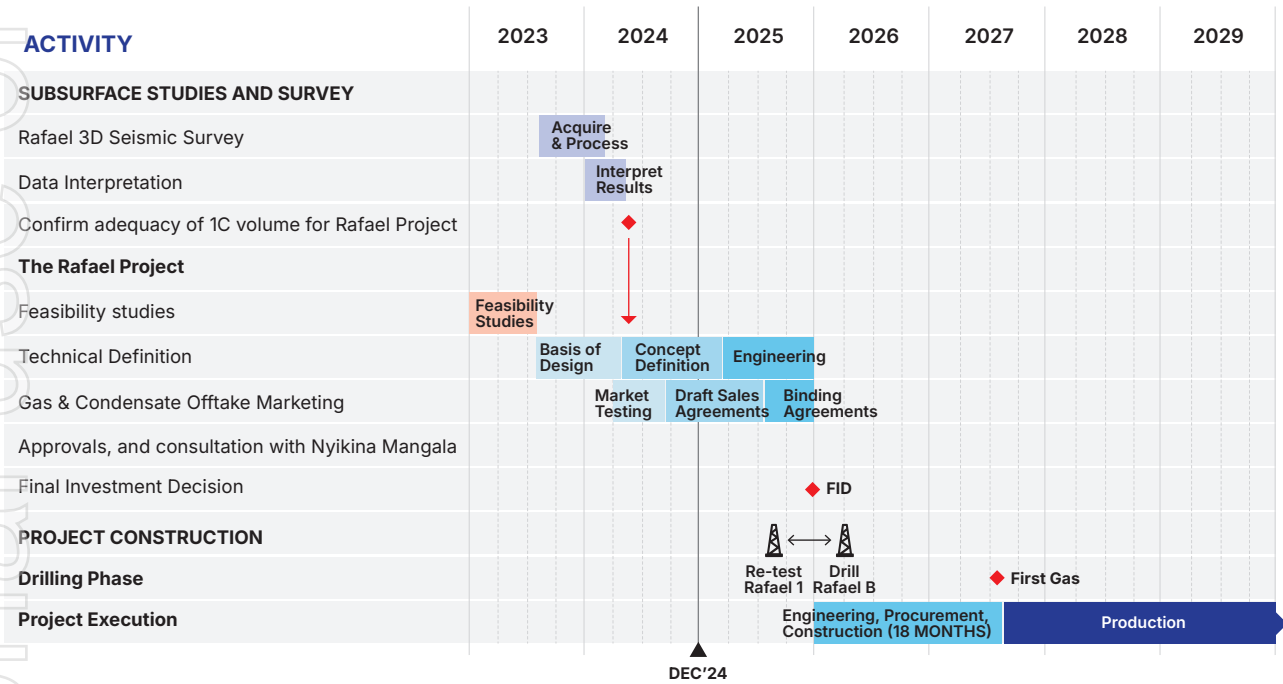 ACTIVITY
2023 2024 2025 2026 2027 2028 2029
SUBSURFACE STUDIES AND SURVEY
Rafael 3D Seismic Survey
Acquire
& Process
Data Interpretation
Interpret
Results
Confirm adequacy of 1C volume for Rafael Project
The Rafael Project
Feasibility studies
Feasibility
Studies
Technical Definition
Basis of
Design
Concept
Definition
Engineering
Gas & Condensate Offtake Marketing
Market
Testing
Draft Sales
Agreements
Binding
Agreements
Approvals, and consultation with Nyikina Mangala
Final Investment Decision
FID
PROJECT CONSTRUCTION
Re-test
Rafael 1
Drill
Rafael B
Drilling Phase
First Gas
Project Execution
Engineering, Procurement,
Construction (18 MONTHS)
Production
DEC'24